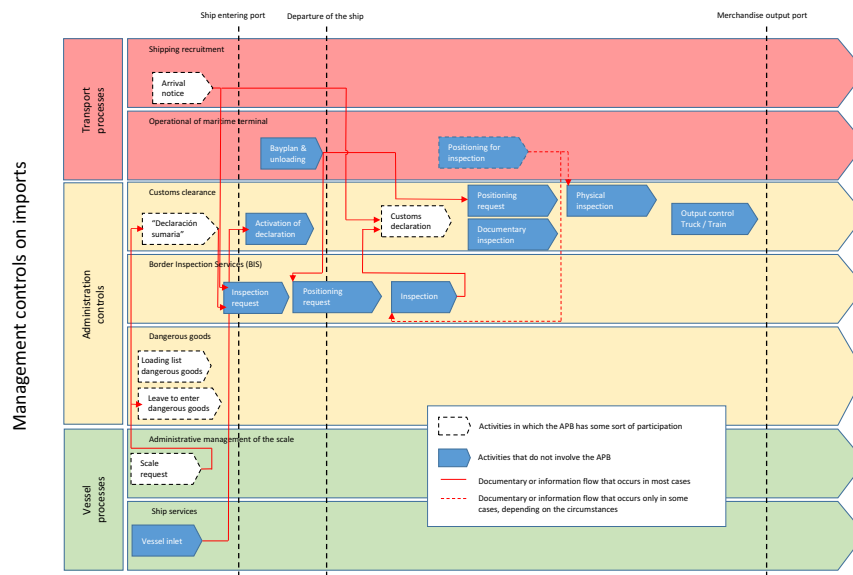 Ship entering port
Departure of the ship
Merchandise output port
Management controls on imports
Transport
processes
Shipping recruitment
Arrival
notice
Operational of maritime terminal
Bayplan &
unloading
Positioning for
inspection
Administration
controls
Customs clearance
"Declaración
sumaria"
Activation of
declaration
Customs
declaration
Positioning
request
Documentary
inspection
Physical
inspection
Output control
Truck / Train
Border Inspection Services (BIS)
Inspection
request
Positioning
request
Inspection
Dangerous goods
Loading list
dangerous goods
Leave to enter
dangerous goods
Vessel
processes
Administrative management of the scale
Scale
request
Ship services
Vessel inlet
Activities in which the APB has some sort of participation
Activities that do not involve the APB
Documentary or information flow that occurs in most cases
Documentary or information flow that occurs only in some
cases, depending on the circumstances